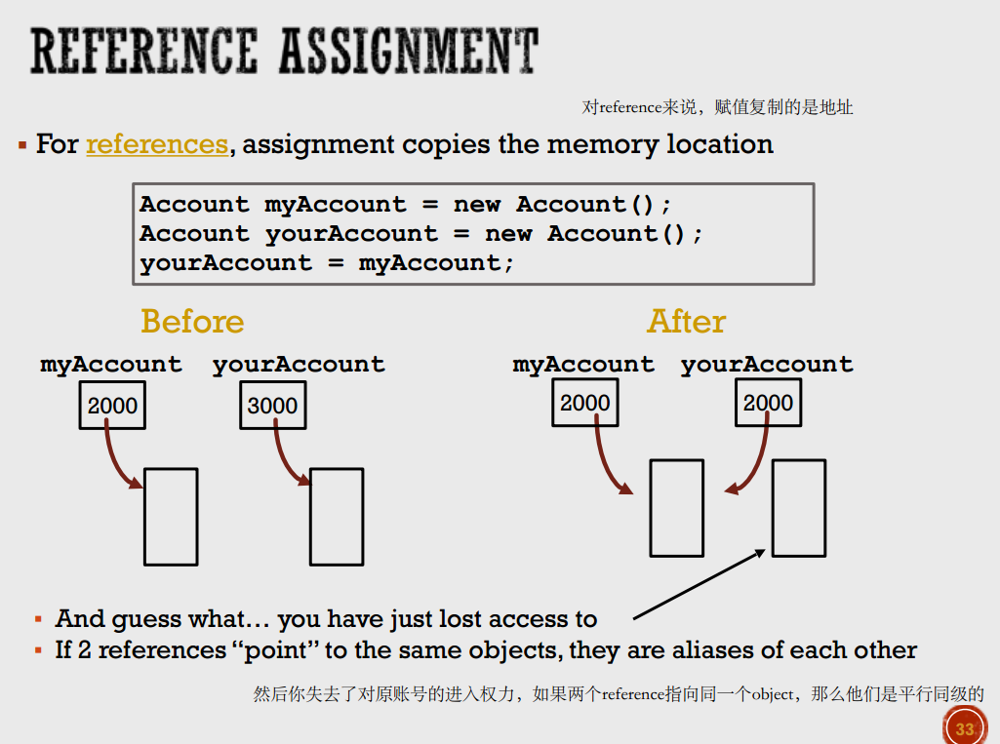 REFERENCE ASSIGNMENT
对reference来说，赋值复制的是地址
▪ For references, assignment copies the memory location
Account myAccount = new Account();
Account yourAccount = new Account();
yourAccount = myAccount;
Before
After
myAccount yourAccount
myAccount yourAccount
2000 3000
2000 2000
▪ And guess what… you have just lost access to
▪ If 2 references “point” to the same objects, they are aliases of each other
然后你失去了对原账号的进入权力，如果两个reference指向同一个object，那么他们是平行同级的
33